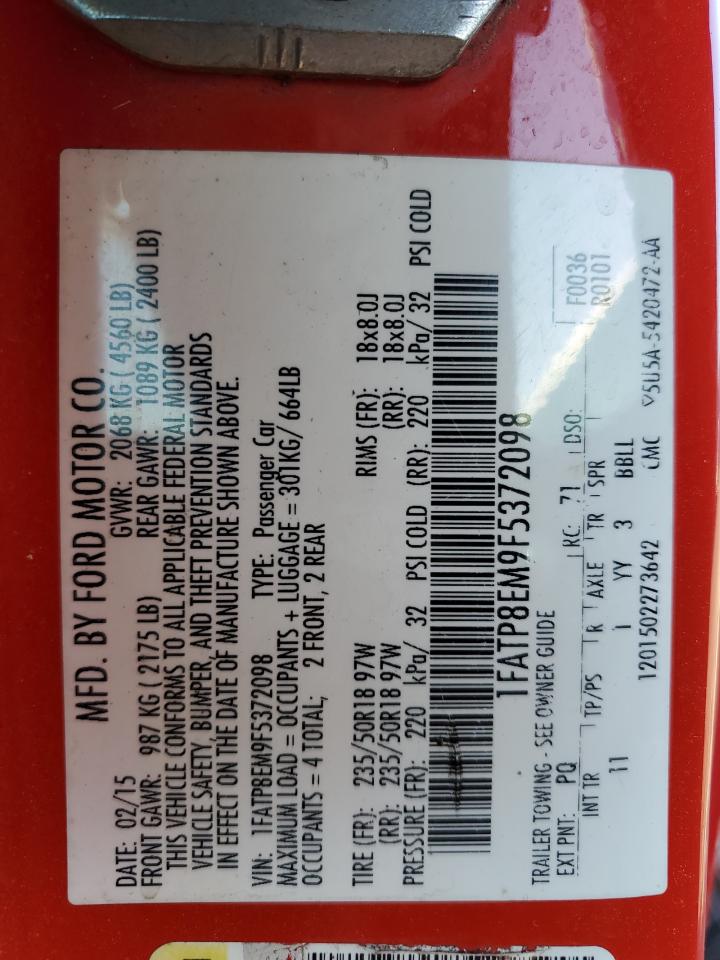 MFD. BY FORD MOTOR CO.
DATE: 02/15 GVWR: 2068 KG ( 4560 LB)
FRONT GAWR: 987 KG ( 2175 LB) REAR GAWR: 1089 KG ( 2400 LB)
THIS VEHICLE CONFORMS TO ALL APPLICABLE FEDERAL MOTOR
VEHICLE SAFETY, BUMPER, AND THEFT PREVENTION STANDARDS
IN EFFECT ON THE DATE OF MANUFACTURE SHOWN ABOVE.
VIN: 1FATP8EM9F5372098 TYPE: Passenger Car
MAXIMUM LOAD = OCCUPANTS + LUGGAGE = 301KG/ 664LB
OCCUPANTS = 4 TOTAL; 2 FRONT, 2 REAR
TIRE (FR): 235/50R18 97W RIMS (FR): 18x8.0J
(RR): 235/50R18 97W (RR): 18x8.0J
PRESSURE (FR): 220 kPa/ 32 PSI COLD (RR): 220 kPa/ 32 PSI COLD
1FATP8EM9F5372098
TRAILER TOWING - SEE OWNER GUIDE
F0036
EXT PNT: PQ RC: 71 DSO: R0101
INT TR TP/PS R AXLE TR SPR
11 1 YY 3 BBLL
1201502273642 5U5A-5420472-AA